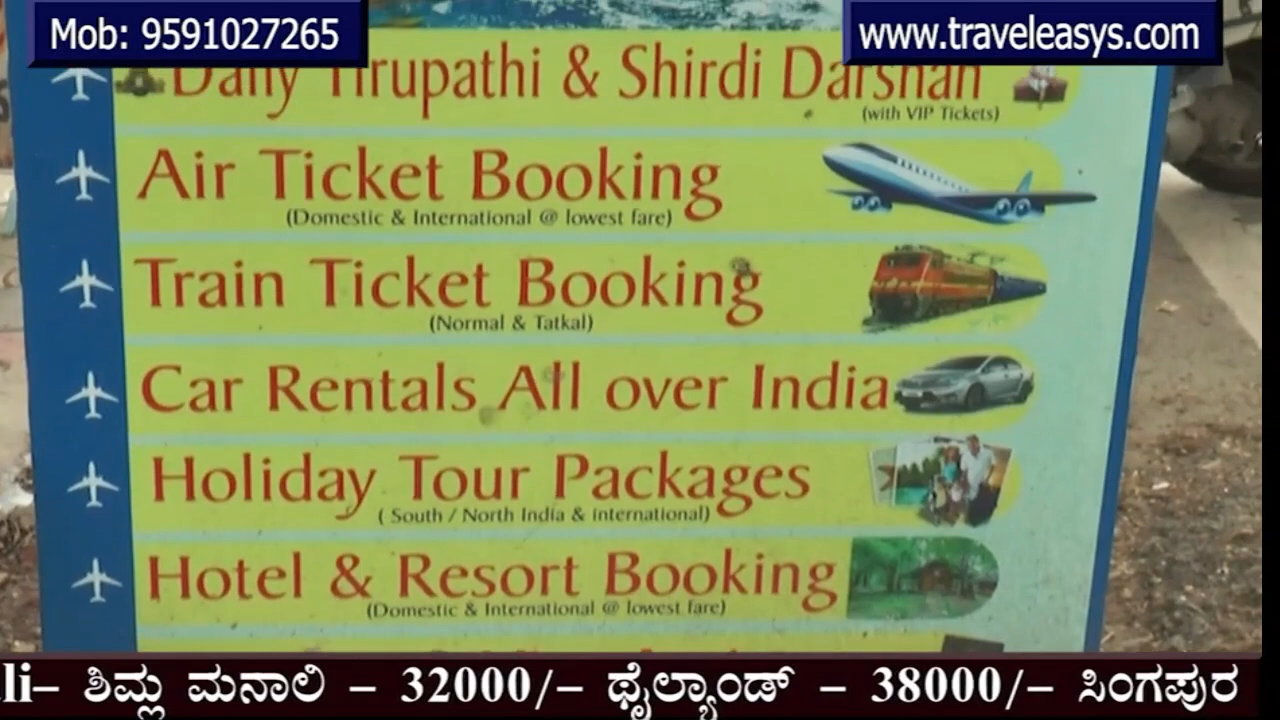 Mob: 9591027265
www.traveleasys.com
Daily Tirupathi & Shirdi Darshan
(with VIP Tickets)
Air Ticket Booking
(Domestic & International @ lowest fare)
Train Ticket Booking
(Normal & Tatkal)
Car Rentals All over India
Holiday Tour Packages
( South / North India & international)
Hotel & Resort Booking
(Domestic & International @ lowest fare)
li– ಶಿಮ್ಲ ಮನಾಲಿ – 32000/– ಥೈಲ್ಯಾಂಡ್ – 38000/– ಸಿಂಗಪುರ